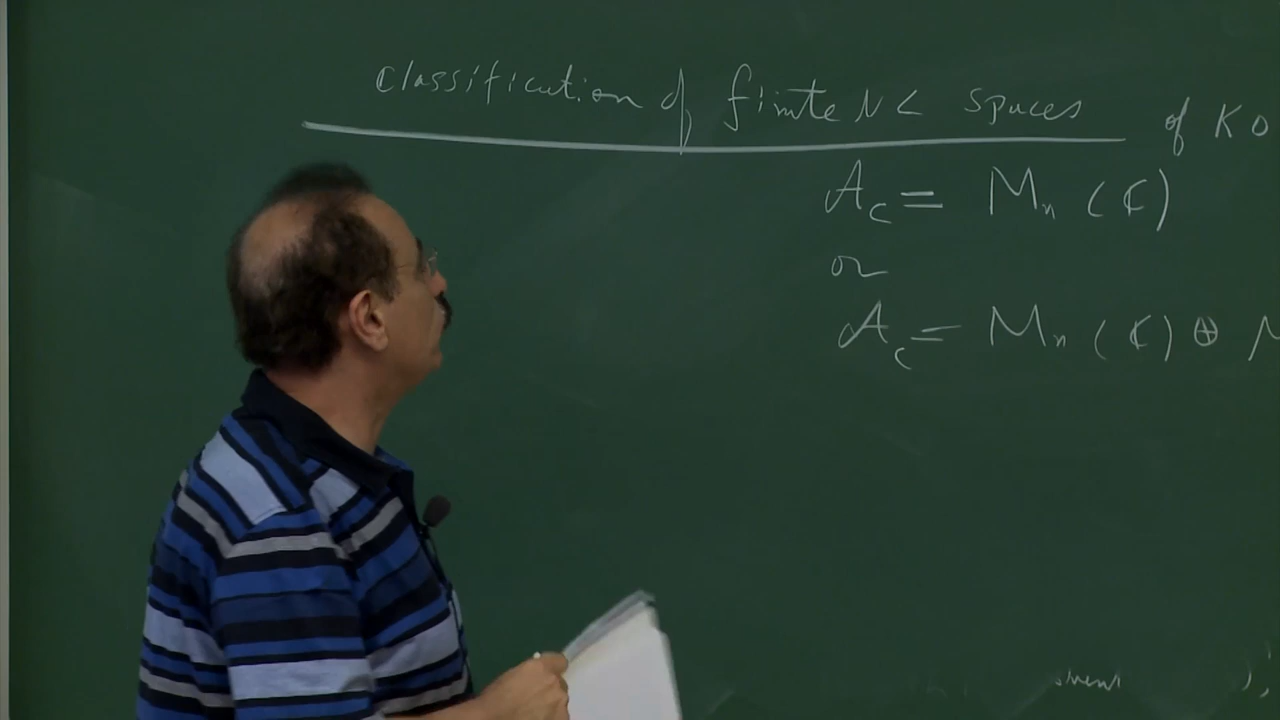 Classification of finite NC spaces of KO
A_C = M_n (ℂ)
or
A_C = M_n (ℂ) ⊕ M